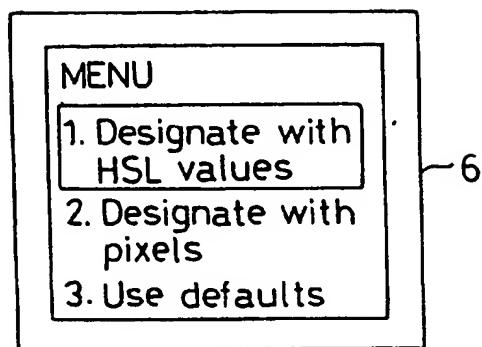 MENU
1. Designate with
HSL values
2. Designate with
pixels
3. Use defaults
6